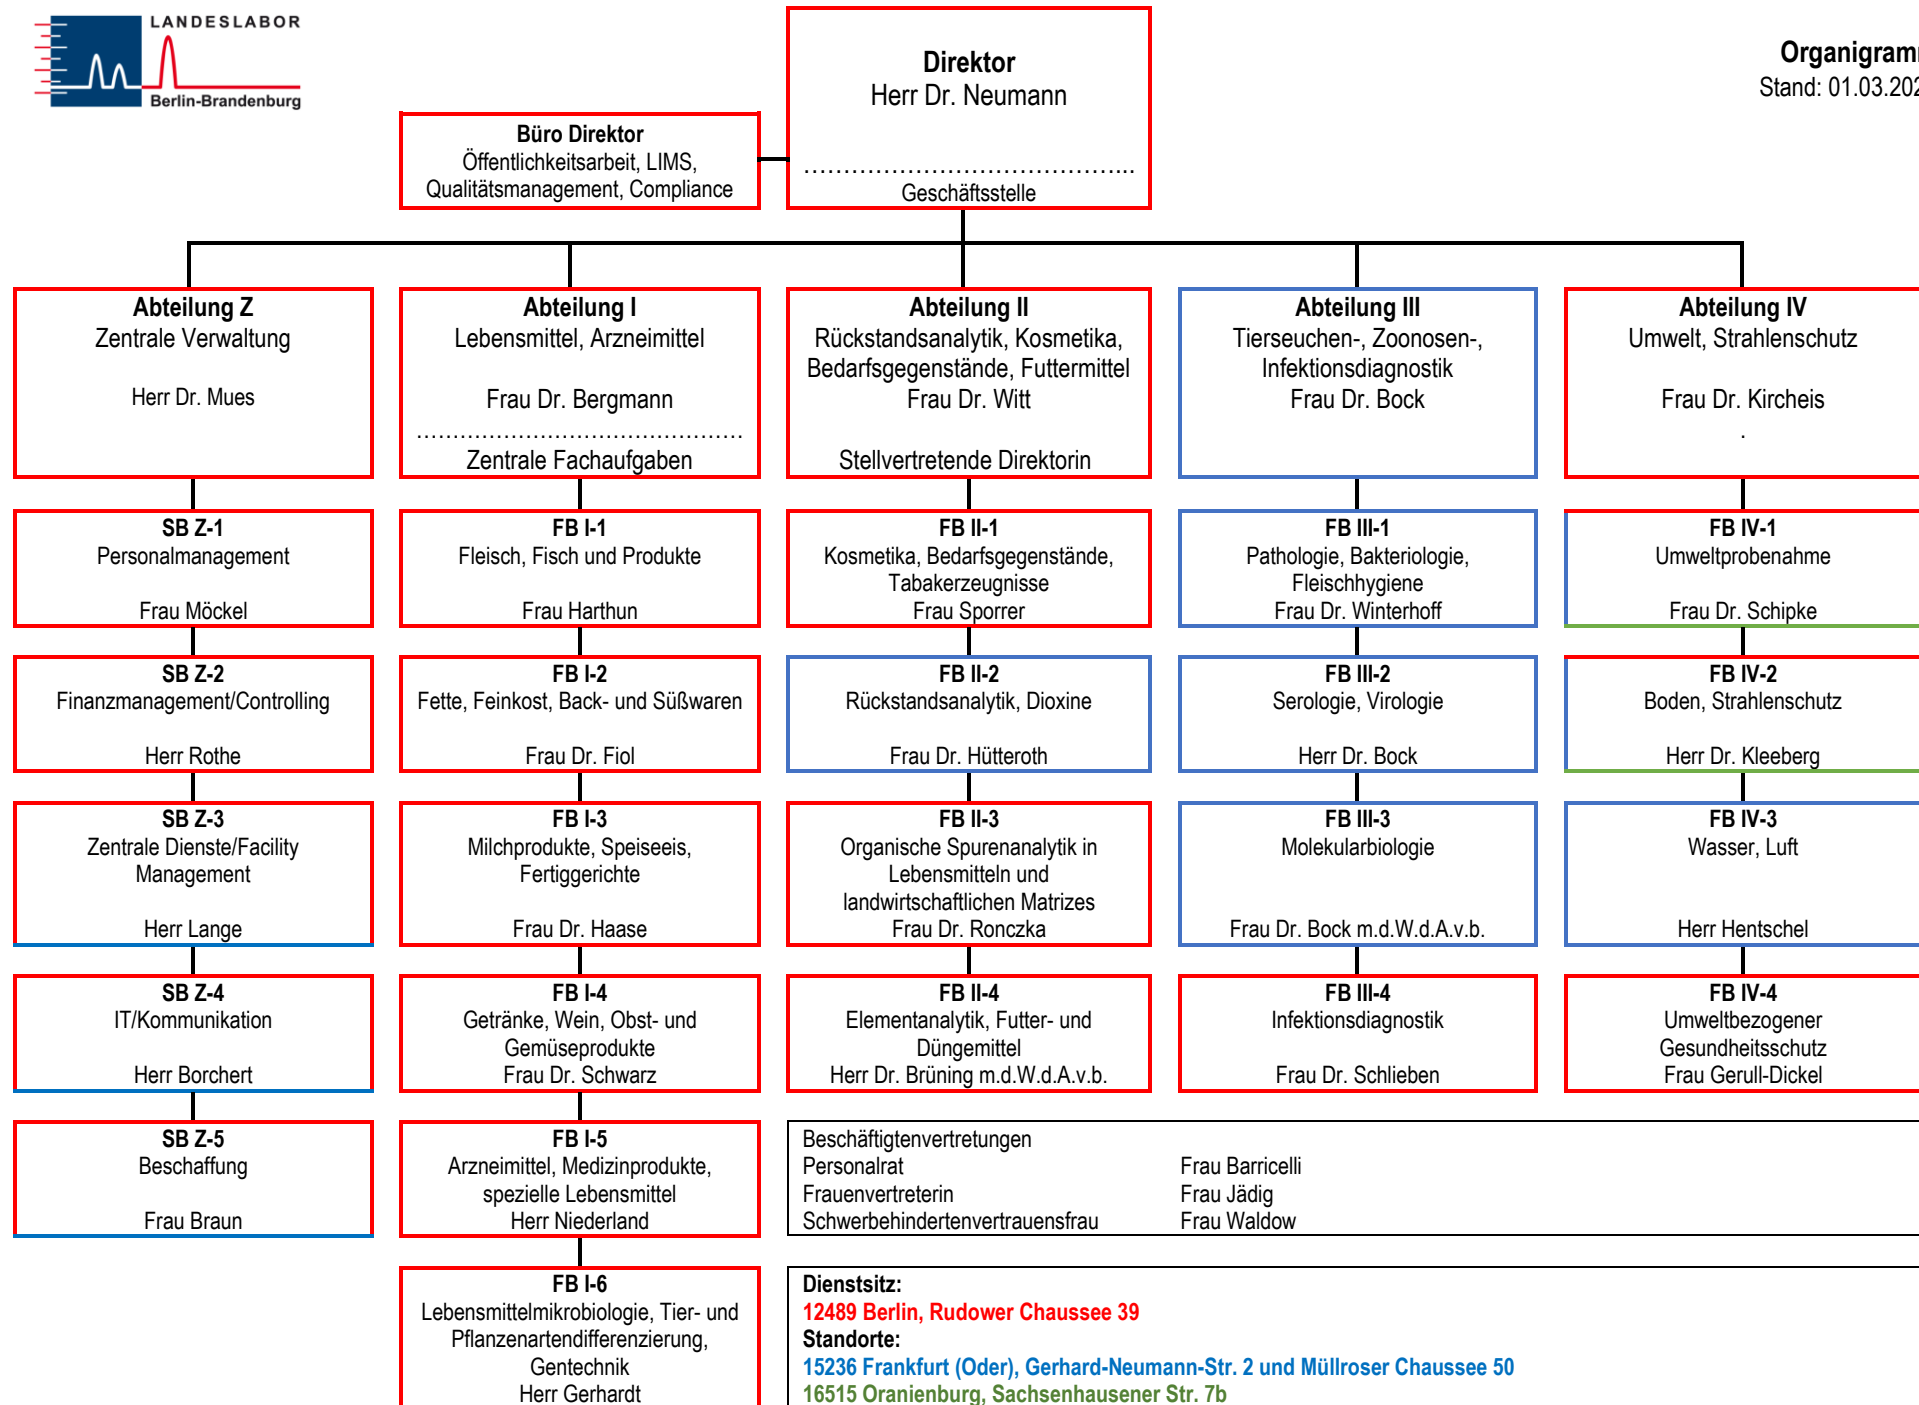 LANDESLABOR
Berlin-Brandenburg
Organigramm
Stand: 01.03.202
Direktor
Herr Dr. Neumann
……………………………………...
Geschäftsstelle
Büro Direktor
Öffentlichkeitsarbeit, LIMS,
Qualitätsmanagement, Compliance
Abteilung Z
Zentrale Verwaltung
Herr Dr. Mues
Abteilung I
Lebensmittel, Arzneimittel
Frau Dr. Bergmann
………………………………………
Zentrale Fachaufgaben
Abteilung II
Rückstandsanalytik, Kosmetika,
Bedarfsgegenstände, Futtermittel
Frau Dr. Witt
Stellvertretende Direktorin
Abteilung III
Tierseuchen-, Zoonosen-,
Infektionsdiagnostik
Frau Dr. Bock
Abteilung IV
Umwelt, Strahlenschutz
Frau Dr. Kircheis
.
SB Z-1
Personalmanagement
Frau Möckel
FB I-1
Fleisch, Fisch und Produkte
Frau Harthun
FB II-1
Kosmetika, Bedarfsgegenstände,
Tabakerzeugnisse
Frau Sporrer
FB III-1
Pathologie, Bakteriologie,
Fleischhygiene
Frau Dr. Winterhoff
FB IV-1
Umweltprobenahme
Frau Dr. Schipke
SB Z-2
Finanzmanagement/Controlling
Herr Rothe
FB I-2
Fette, Feinkost, Back- und Süßwaren
Frau Dr. Fiol
FB II-2
Rückstandsanalytik, Dioxine
Frau Dr. Hütteroth
FB III-2
Serologie, Virologie
Herr Dr. Bock
FB IV-2
Boden, Strahlenschutz
Herr Dr. Kleeberg
SB Z-3
Zentrale Dienste/Facility
Management
Herr Lange
FB I-3
Milchprodukte, Speiseeis,
Fertiggerichte
Frau Dr. Haase
FB II-3
Organische Spurenanalytik in
Lebensmitteln und
landwirtschaftlichen Matrizes
Frau Dr. Ronczka
FB III-3
Molekularbiologie
Frau Dr. Bock m.d.W.d.A.v.b.
FB IV-3
Wasser, Luft
Herr Hentschel
SB Z-4
IT/Kommunikation
Herr Borchert
FB I-4
Getränke, Wein, Obst- und
Gemüseprodukte
Frau Dr. Schwarz
FB II-4
Elementanalytik, Futter- und
Düngemittel
Herr Dr. Brüning m.d.W.d.A.v.b.
FB III-4
Infektionsdiagnostik
Frau Dr. Schlieben
FB IV-4
Umweltbezogener
Gesundheitsschutz
Frau Gerull-Dickel
SB Z-5
Beschaffung
Frau Braun
FB I-5
Arzneimittel, Medizinprodukte,
spezielle Lebensmittel
Herr Niederland
Beschäftigtenvertretungen
Personalrat Frau Barricelli
Frauenvertreterin Frau Jädig
Schwerbehindertenvertrauensfrau Frau Waldow
FB I-6
Lebensmittelmikrobiologie, Tier- und
Pflanzenartendifferenzierung,
Gentechnik
Herr Gerhardt
Dienstsitz:
12489 Berlin, Rudower Chaussee 39
Standorte:
15236 Frankfurt (Oder), Gerhard-Neumann-Str. 2 und Müllroser Chaussee 50
16515 Oranienburg, Sachsenhausener Str. 7b